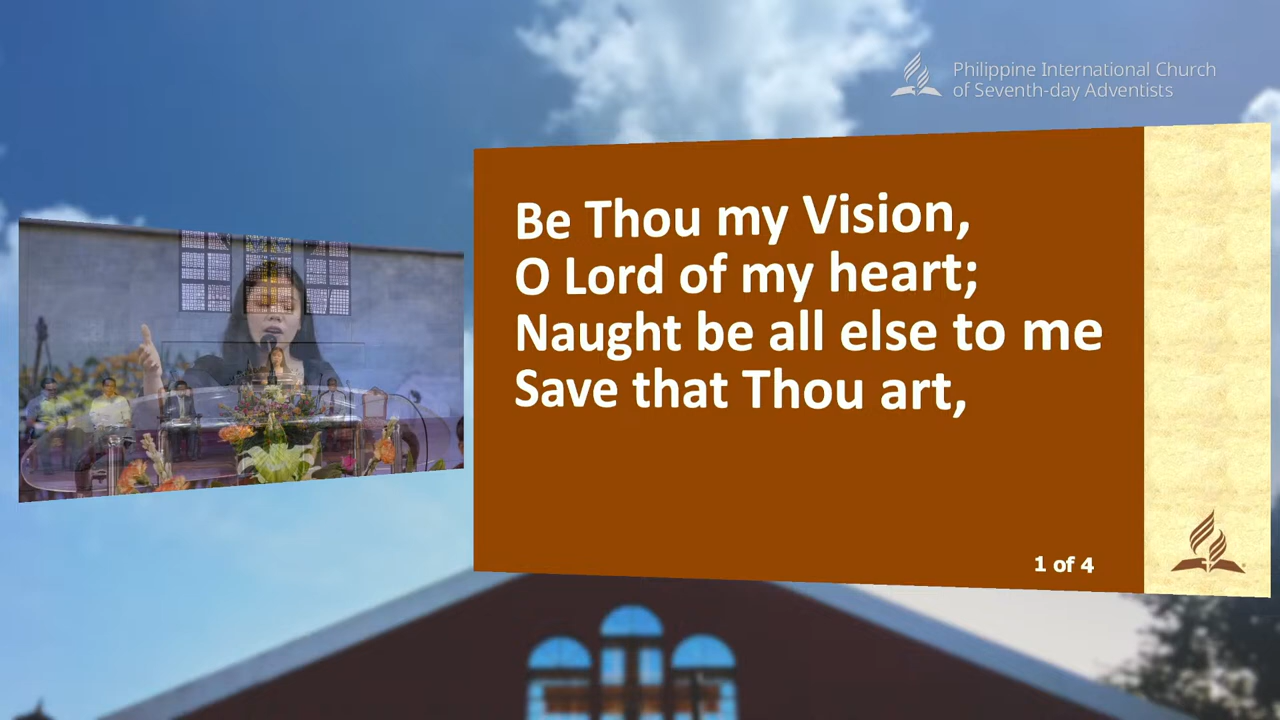 Philippine International Church
of Seventh-day Adventists
Be Thou my Vision,
O Lord of my heart;
Naught be all else to me
Save that Thou art,
1 of 4